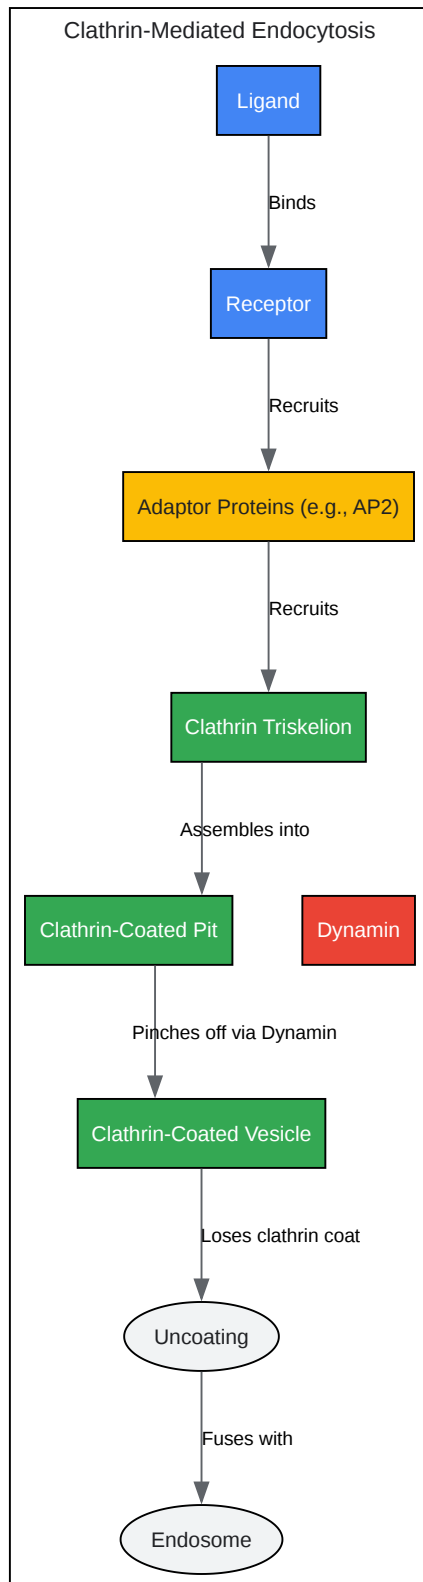 Clathrin-Mediated Endocytosis
Ligand
Binds
Receptor
Recruits
Adaptor Proteins (e.g., AP2)
Recruits
Clathrin Triskelion
Assembles into
Clathrin-Coated Pit
Dynamin
Pinches off via Dynamin
Clathrin-Coated Vesicle
Loses clathrin coat
Uncoating
Fuses with
Endosome